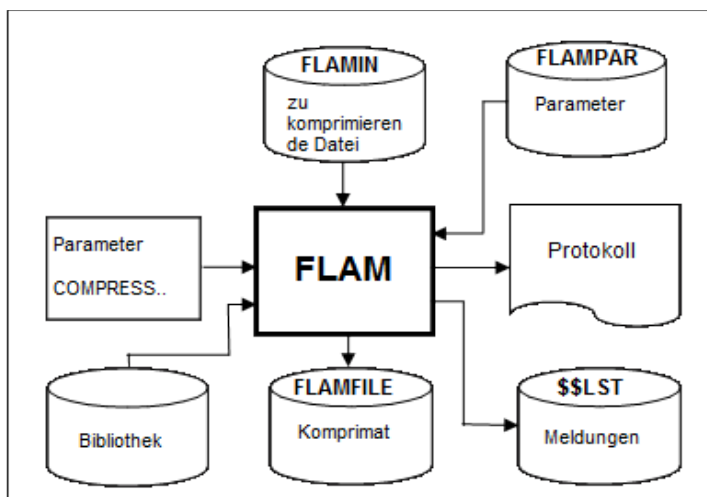 FLAMIN
zu
komprimieren
de Datei
FLAMPAR
Parameter
Parameter
COMPRESS..
FLAM
Protokoll
Bibliothek
FLAMFILE
Komprimat
$$LST
Meldungen